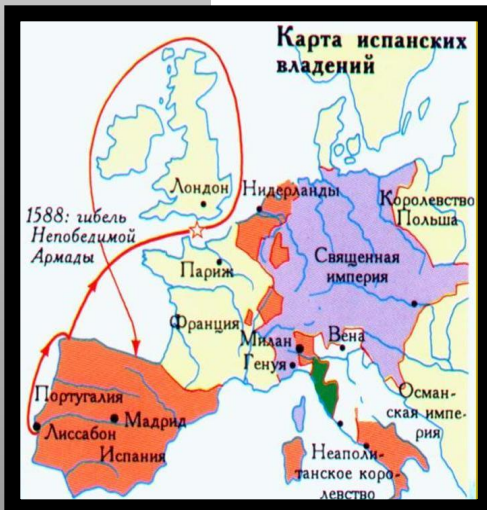 Карта испанских
владений
1588: гибель
Непобедимой
Армады
Лондон
Нидерланды
Королевство
Польша
Париж
Священная
империя
Франция
Милан
Вена
Генуя
Португалия
Мадрид
Лиссабон
Испания
Осман-
ская импе-
рия
Неаполи-
танское коро-
левство